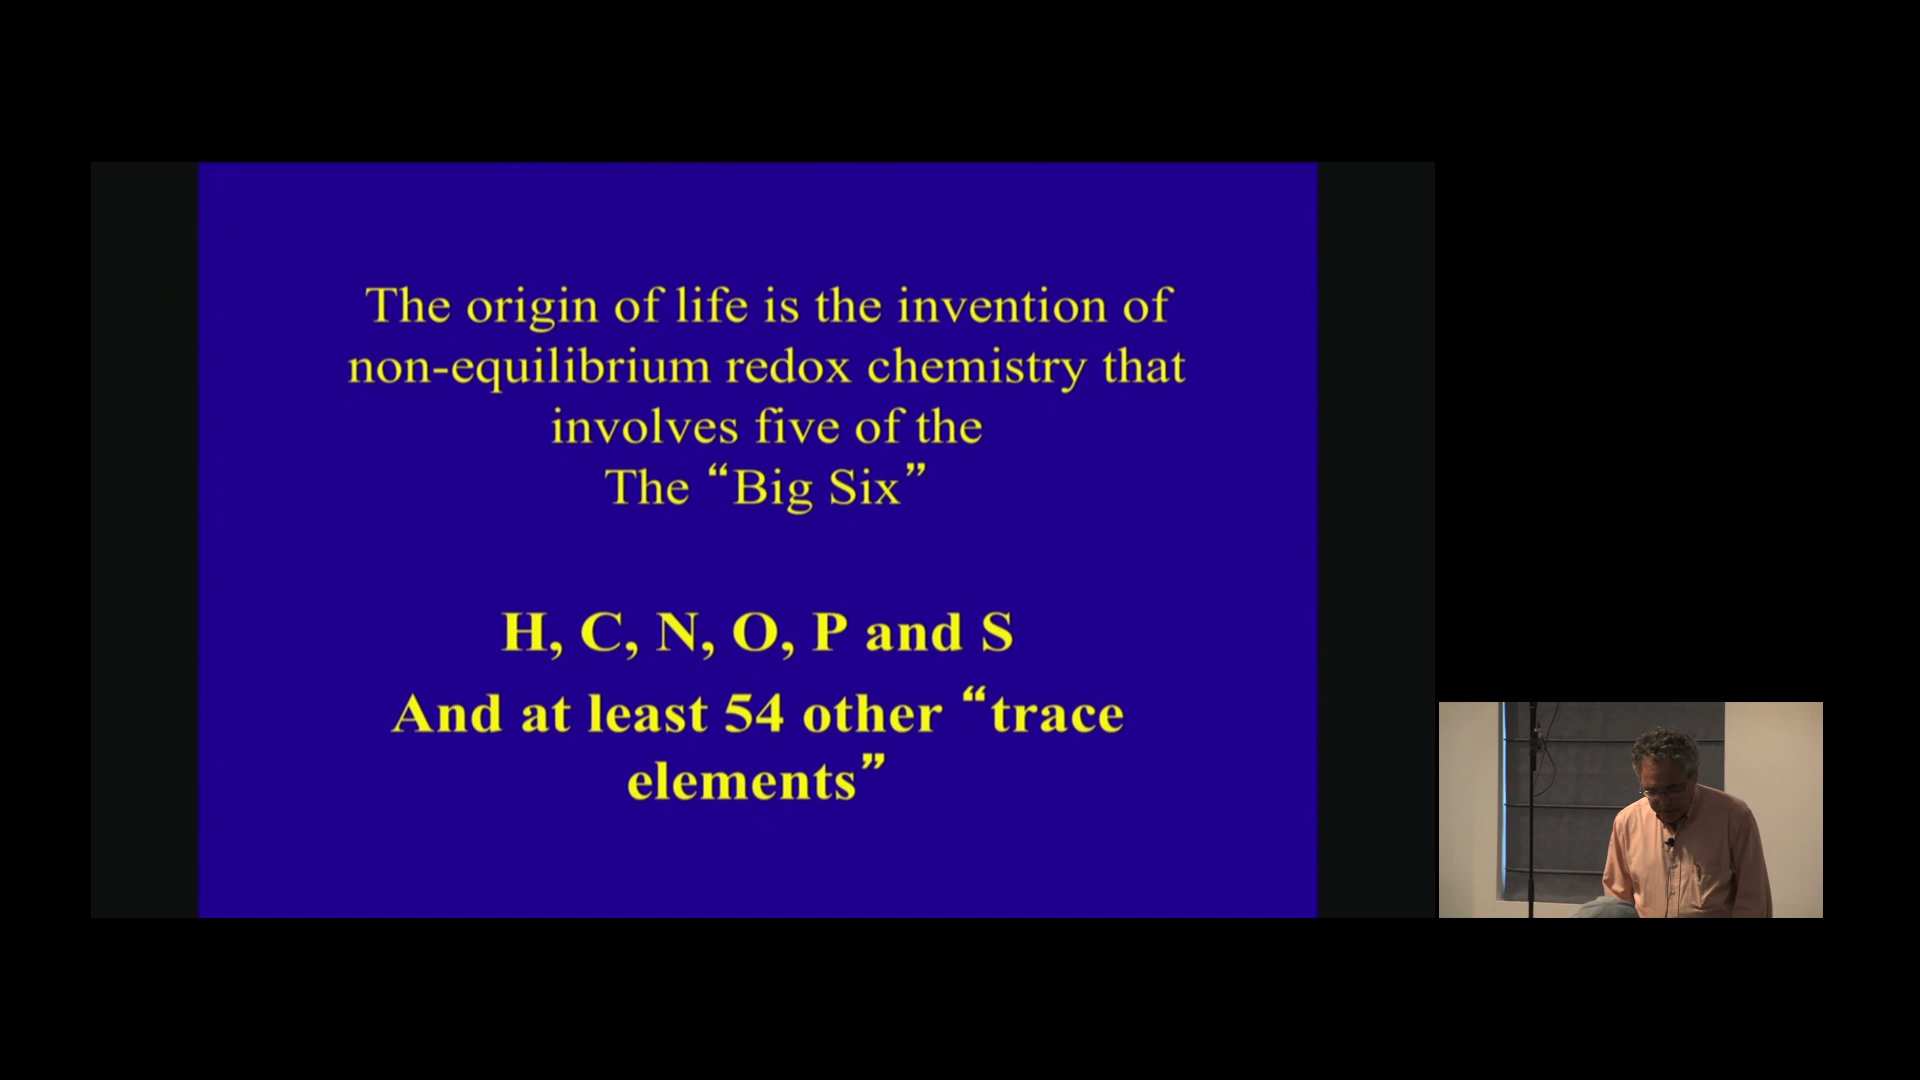 The origin of life is the invention of
non-equilibrium redox chemistry that
involves five of the
The “Big Six”
H, C, N, O, P and S
And at least 54 other “trace
elements”